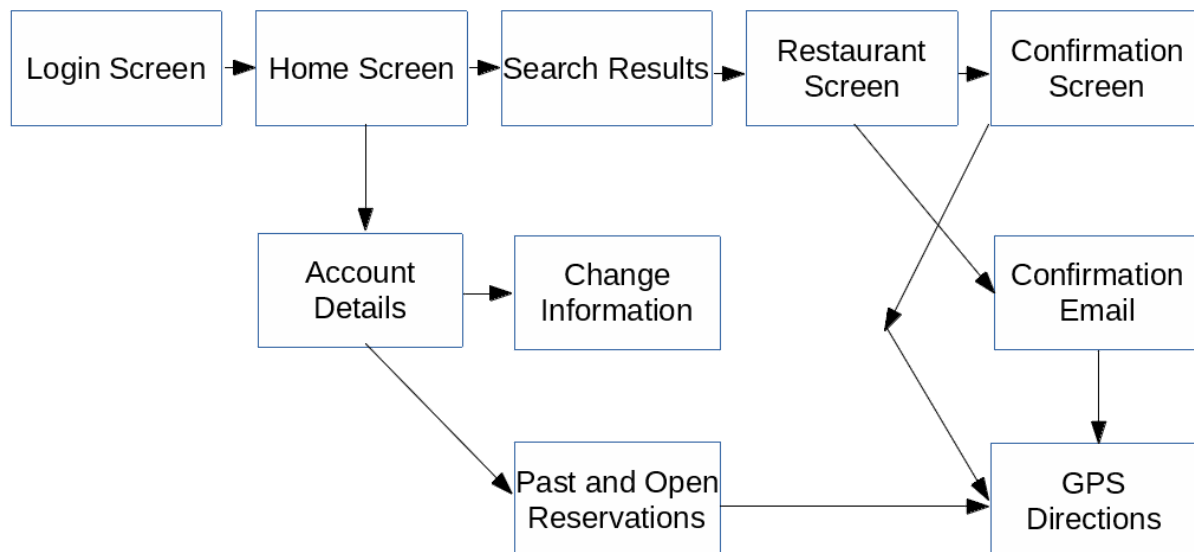 Login Screen
Home Screen
Search Results
Restaurant
Screen
Confirmation
Screen
Account
Details
Change
Information
Confirmation
Email
Past and Open
Reservations
GPS
Directions